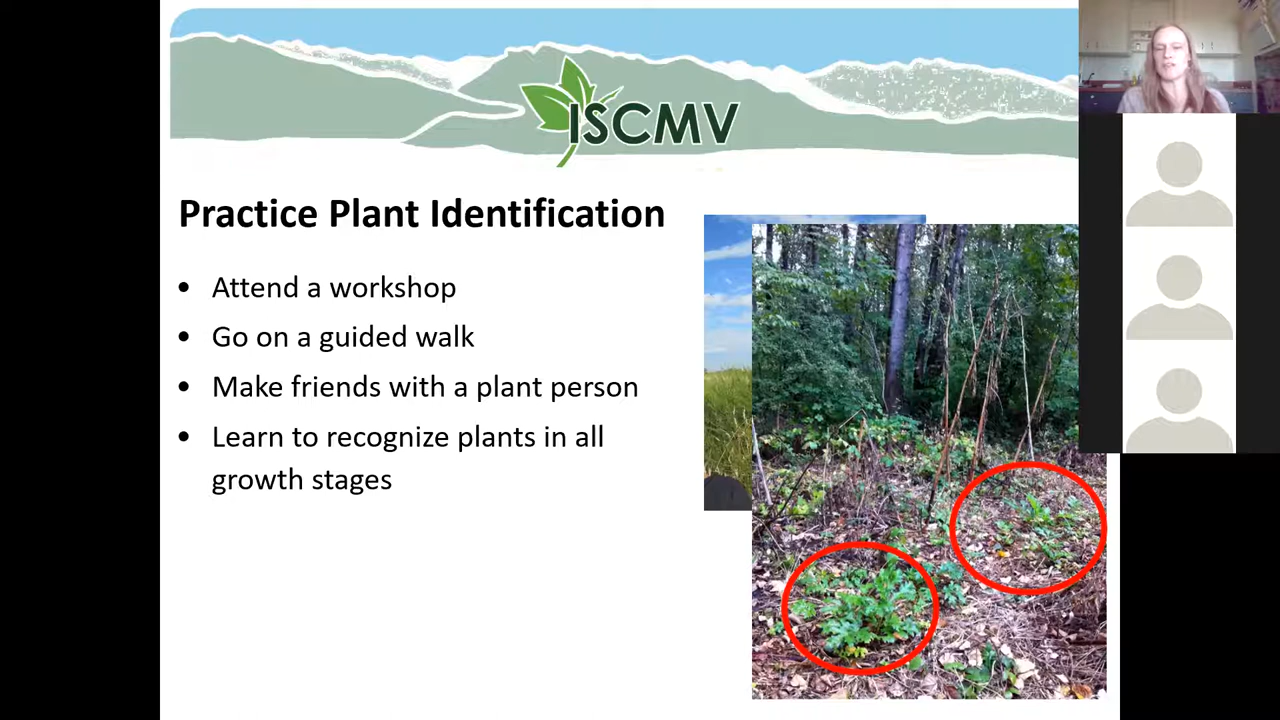 ISCMV
Practice Plant Identification
• Attend a workshop
• Go on a guided walk
• Make friends with a plant person
• Learn to recognize plants in all
growth stages